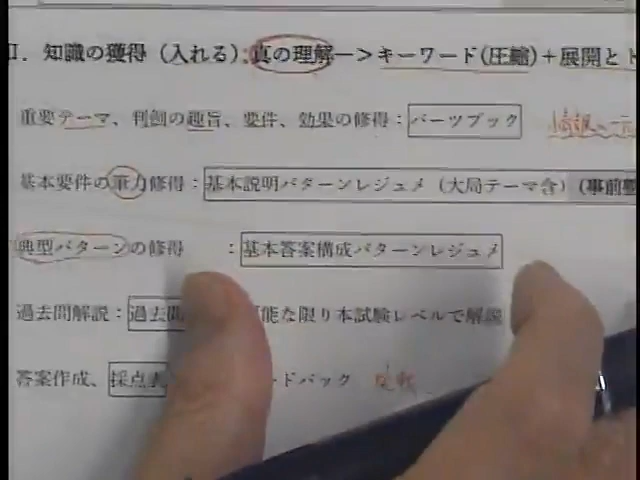 II. 知識の獲得（入れる）：真の理解―＞キーワード(圧縮)＋展開と
重要テーマ、判例の趣旨、要件、効果の修得：パーツブック
基本要件の筆力修得：基本説明パターンレジュメ（大局テーマ含）（事前
典型パターンの修得　：基本答案構成パターンレジュメ
過去問解説：過去問 可能な限り本試験レベルで解説
答案作成、採点表 ードバック